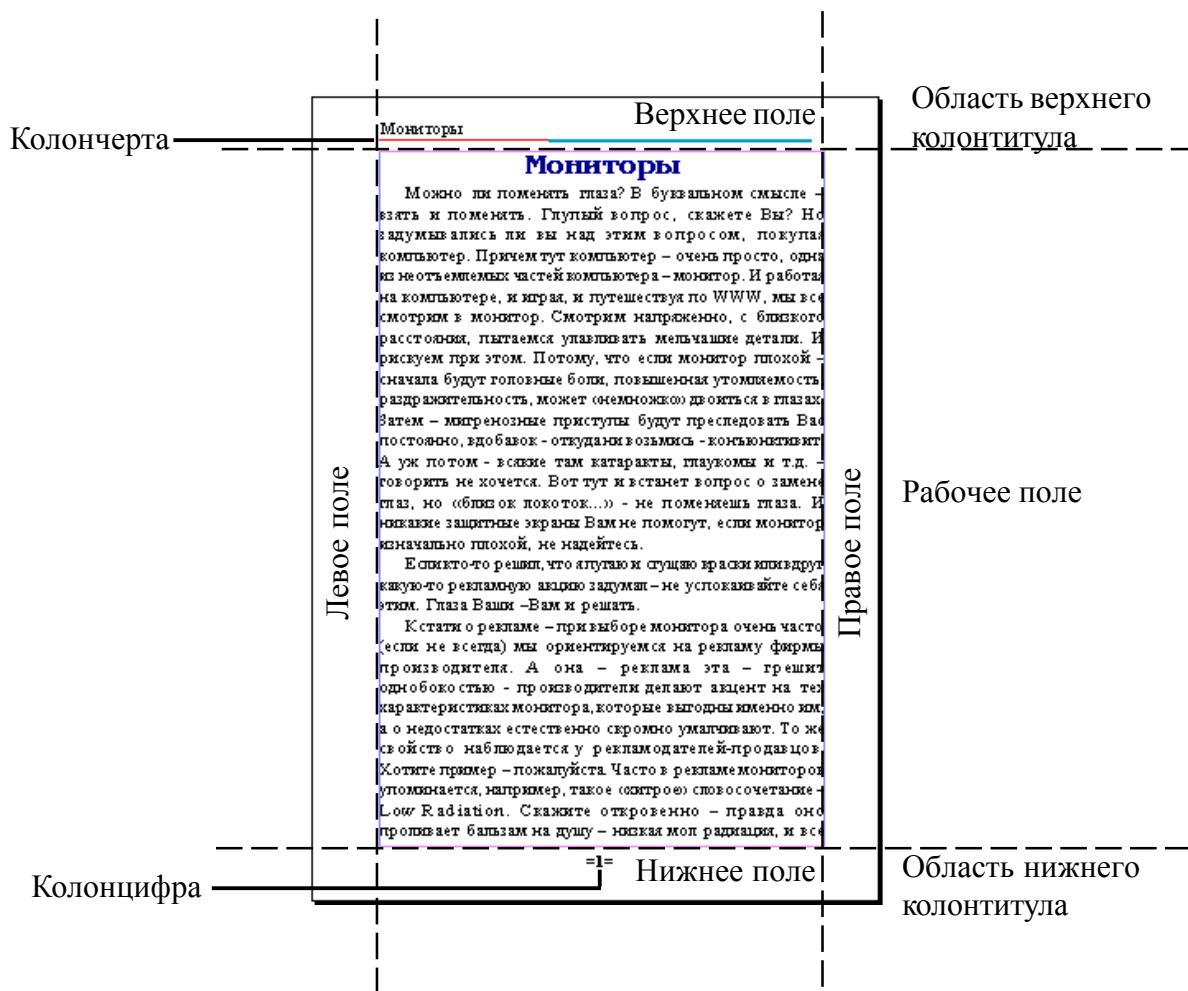 Верхнее поле
Область верхнего
колонтитула
Колончерта
Мониторы
Мониторы
Можно ли поменять глаза? В буквальном смысле –
взять и поменять. Глупый вопрос, скажете Вы? Но
задумывались ли вы над этим вопросом, покупая
компьютер. Причем тут компьютер – очень просто, одна
из неотъемлемых частей компьютера – монитор. И работая
на компьютере, и играя, и путешествуя по WWW, мы все
смотрим в монитор. Смотрим напряженно, с близкого
расстояния, пытаемся улавливать мельчашие детали. И
рискуем при этом. Потому, что если монитор плохой –
сначала будут головные боли, повышенная утомляемость,
раздражительность, может «немножко» двоиться в глазах.
Затем – мигренозные приступы будут преследовать Вас
постоянно, вдобавок - откуда ни возьмись - конъюнктивит.
А уж потом - всякие там катаракты, глаукомы и т.д. –
говорить не хочется. Вот тут и встанет вопрос о замене
глаз, но «близок локоток...» - не поменяешь глаза. И
никакие защитные экраны Вам не помогут, если монитор
изначально плохой, не надейтесь.
Если кто-то решил, что я пугаю и сгущаю краски или вдруг
какую-то рекламную акцию задумал – не успокаивайте себя
этим. Глаза Ваши –Вам и решать.
Кстати о рекламе – при выборе монитора очень часто
(если не всегда) мы ориентируемся на рекламу фирмы
производителя. А она – реклама эта – грешит
однобокостью - производители делают акцент на тех
характеристиках монитора, которые выгодны именно им,
а о недостатках естественно скромно умалчивают. То же
свойство наблюдается у рекламодателей-продавцов.
Хотите пример – пожалуйста. Часто в рекламе мониторов
упоминается, например, такое «хитрое» словосочетание –
Low Radiation. Скажите откровенно – правда оно
проливает бальзам на душу – низкая мол радиация, и все
Левое поле
Правое поле
Рабочее поле
=1=
Нижнее поле
Область нижнего
колонтитула
Колонцифра